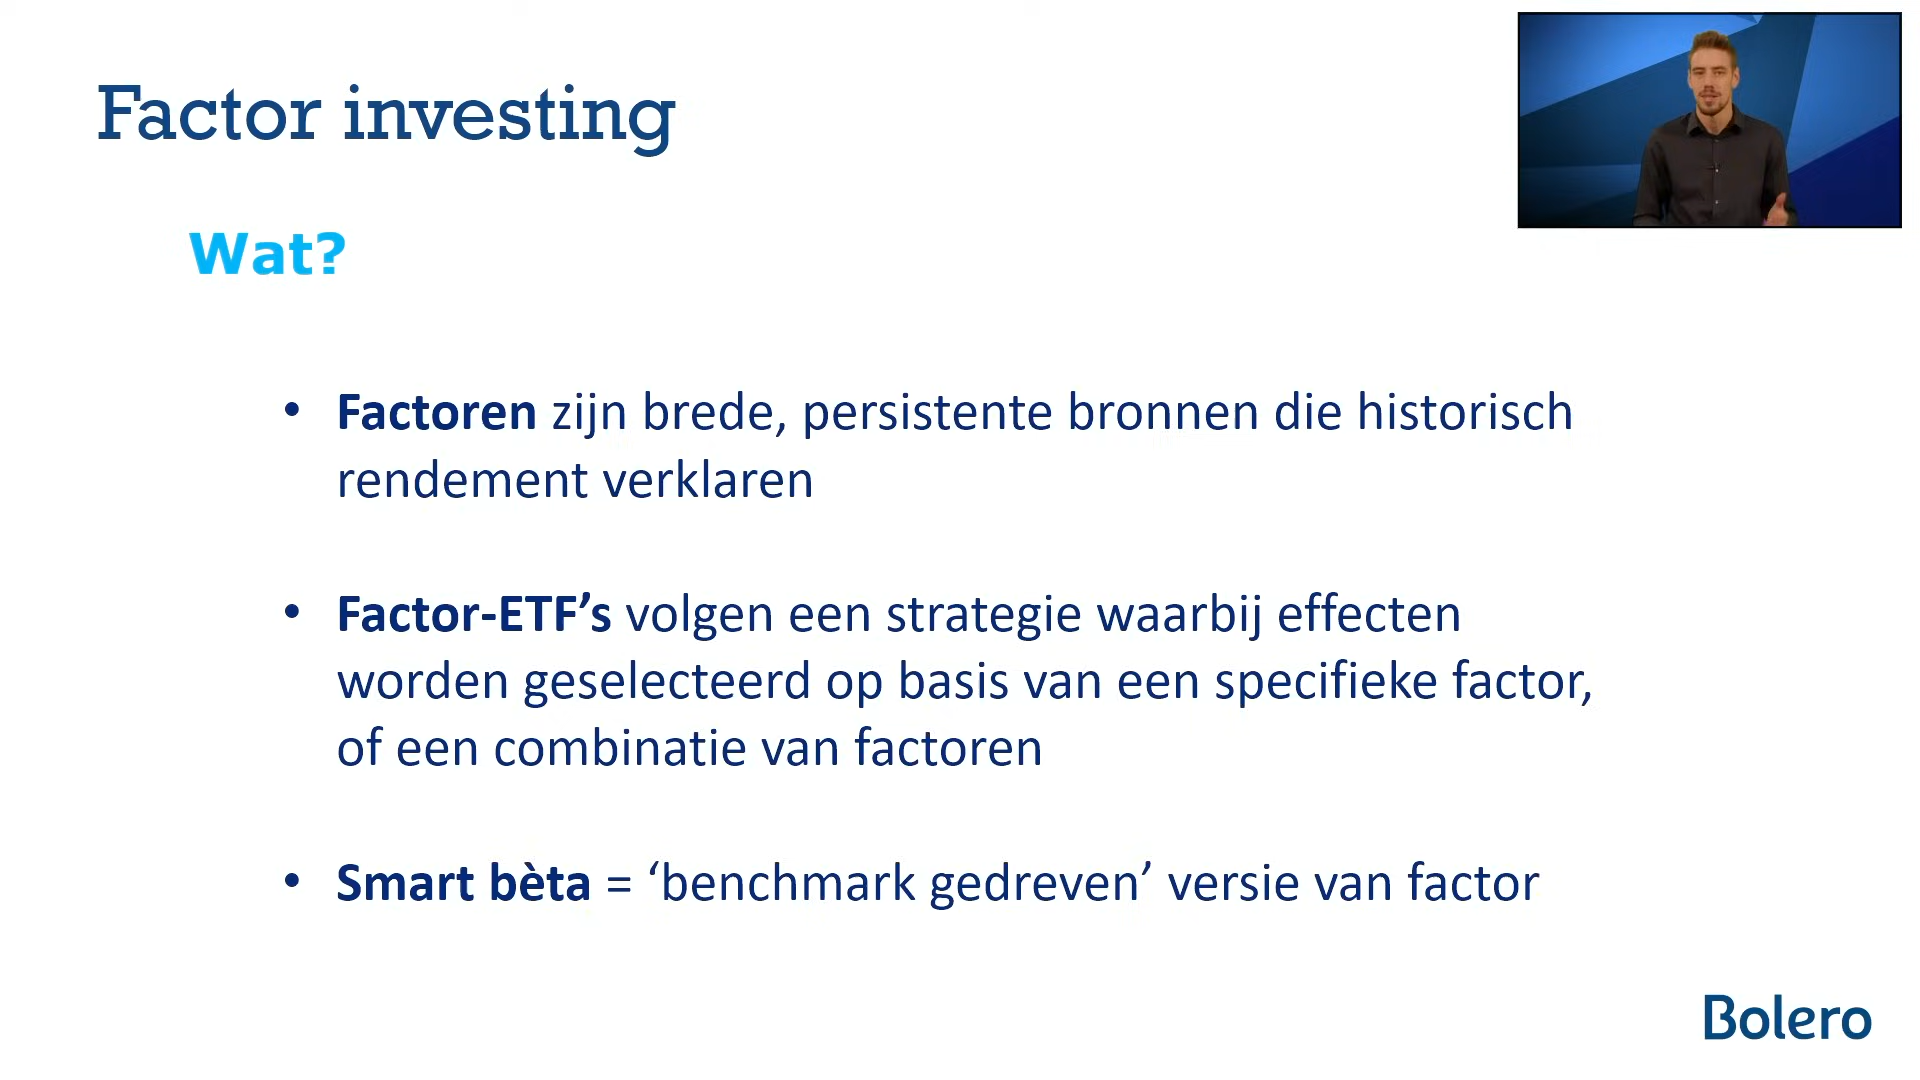 Factor investing
Wat?
• Factoren zijn brede, persistente bronnen die historisch
rendement verklaren
• Factor-ETF’s volgen een strategie waarbij effecten
worden geselecteerd op basis van een specifieke factor,
of een combinatie van factoren
• Smart bèta = ‘benchmark gedreven’ versie van factor
Bolero